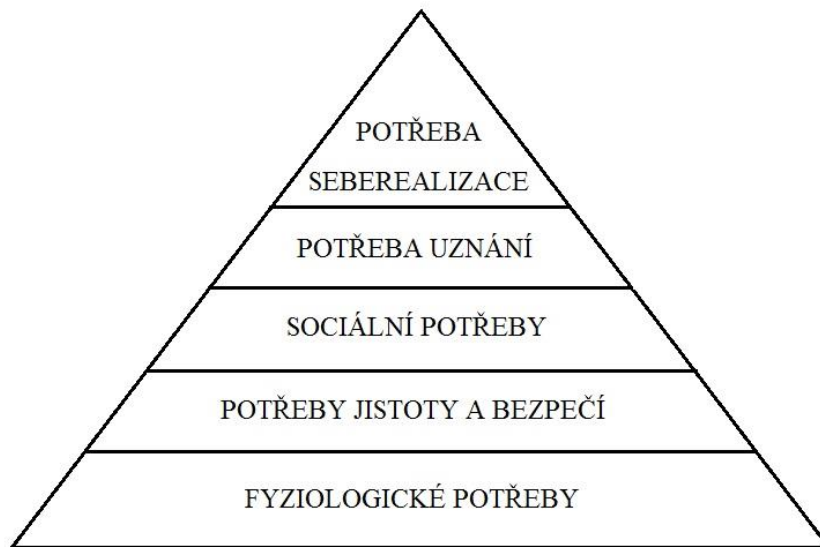 POTŘEBA
SEBEREALIZACE
POTŘEBA UZNÁNÍ
SOCIÁLNÍ POTŘEBY
POTŘEBY JISTOTY A BEZPEČÍ
FYZIOLOGICKÉ POTŘEBY